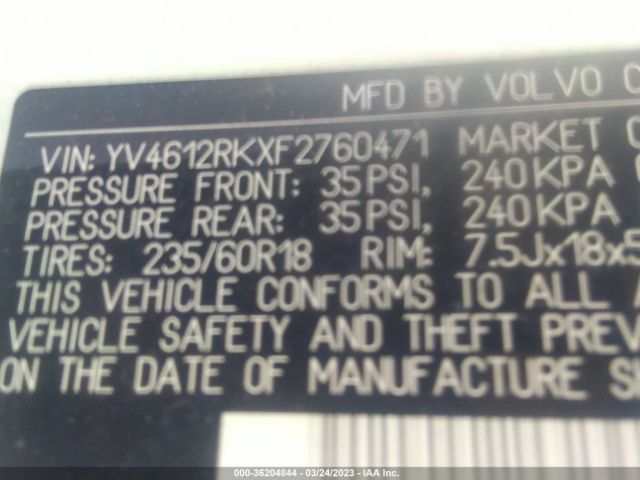 MFD BY VOLVO C
VIN: YV4612RKXF2760471 MARKET
PRESSURE FRONT: 35PSI, 240KPA
PRESSURE REAR: 35PSI, 240KPA
TIRES: 235/60R18 RIM: 7.5Jx18x5
THIS VEHICLE CONFORMS TO ALL
VEHICLE SAFETY AND THEFT PREV
ON THE DATE OF MANUFACTURE S
000-36204844 - 03/24/2023 - IAA Inc.